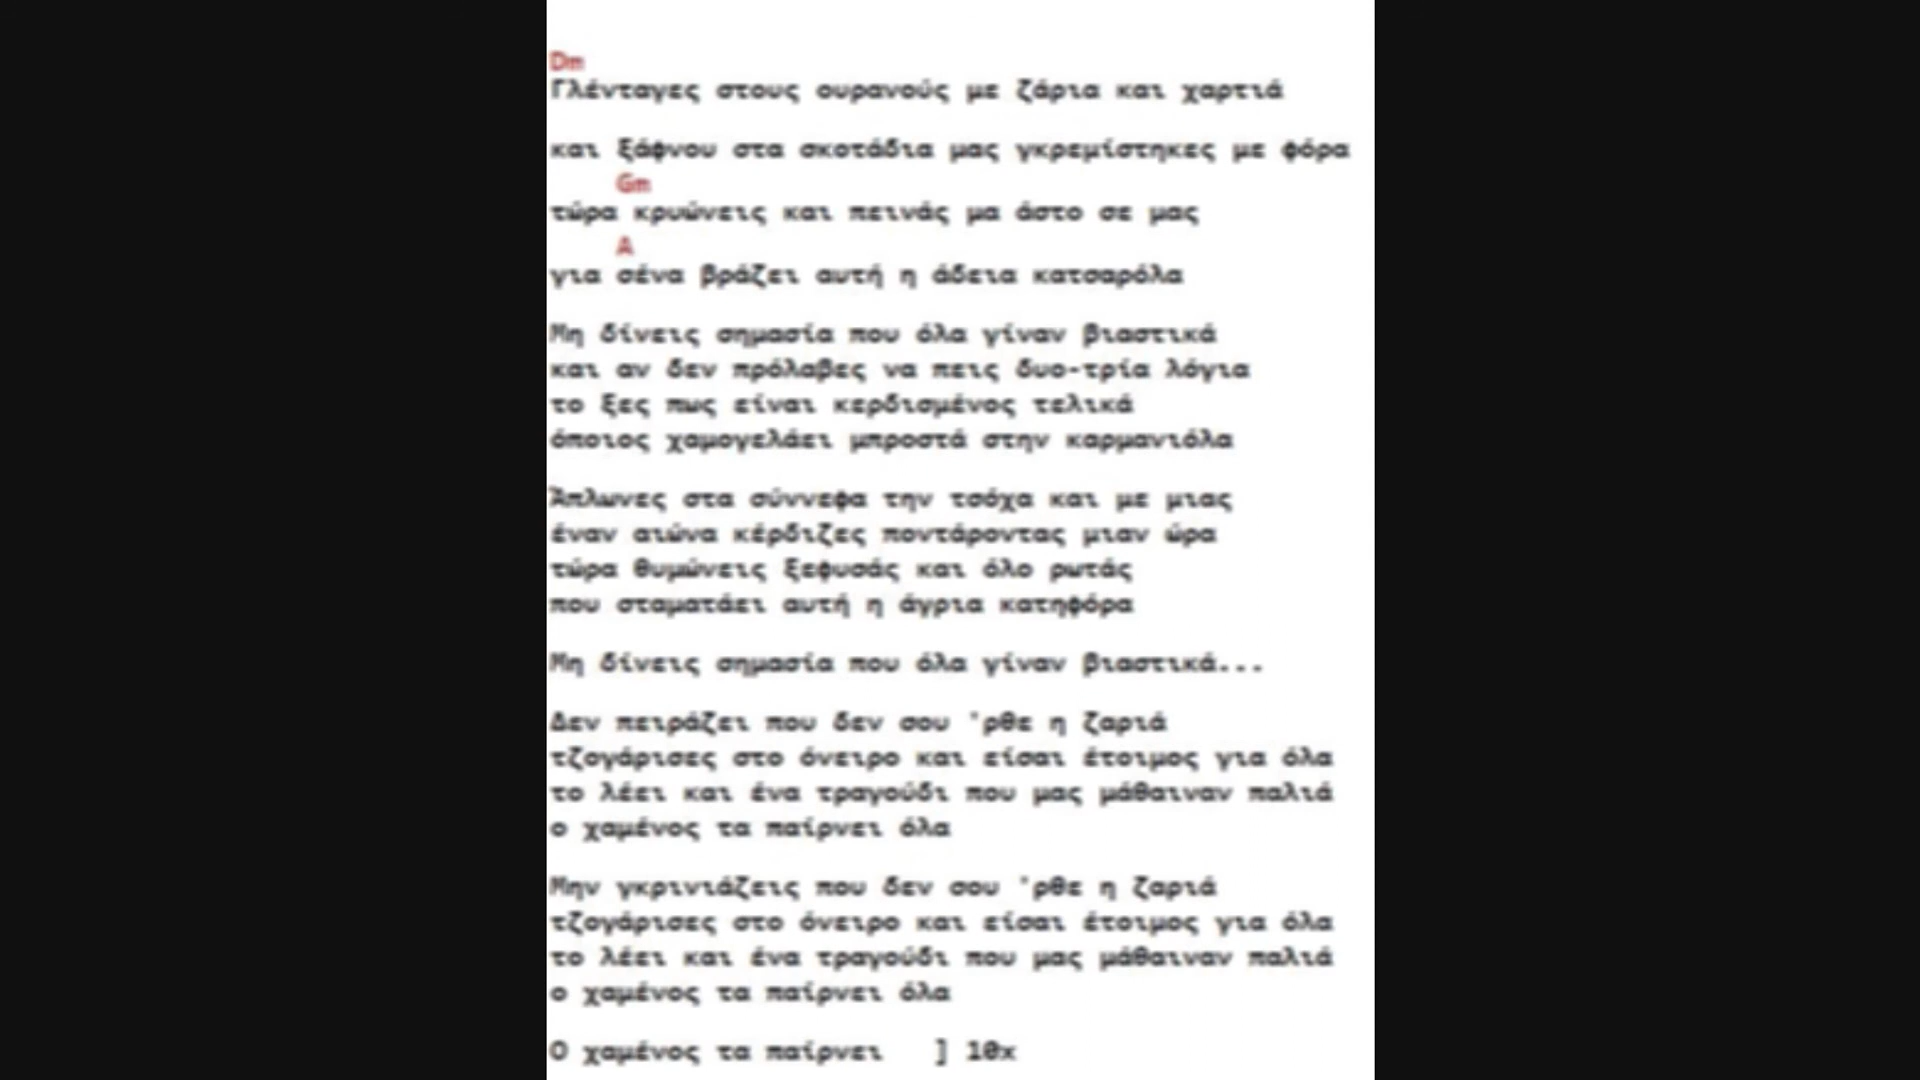 Dm
Γλένταγες στους ουρανούς με ζάρια και χαρτιά
και ξάφνου στα σκοτάδια μας γκρεμίστηκες με φόρα
Gm
τώρα κρυώνεις και πεινάς μα άστο σε μας
A
για σένα βράζει αυτή η άδεια κατσαρόλα
Μη δίνεις σημασία που όλα γίναν βιαστικά
και αν δεν πρόλαβες να πεις δυο-τρία λόγια
το ξες πως είναι κερδισμένος τελικά
όποιος χαμογελάει μπροστά στην καρμανιόλα
Άπλωνες στα σύννεφα την τσόχα και με μιας
έναν αιώνα κέρδιζες ποντάροντας μιαν ώρα
τώρα θυμώνεις ξεφυσάς και όλο ρωτάς
που σταματάει αυτή η άγρια κατηφόρα
Μη δίνεις σημασία που όλα γίναν βιαστικά...
Δεν πειράζει που δεν σου 'ρθε η ζαριά
τζογάρισες στο όνειρο και είσαι έτοιμος για όλα
το λέει και ένα τραγούδι που μας μάθαιναν παλιά
ο χαμένος τα παίρνει όλα
Μην γκρινιάζεις που δεν σου 'ρθε η ζαριά
τζογάρισες στο όνειρο και είσαι έτοιμος για όλα
το λέει και ένα τραγούδι που μας μάθαιναν παλιά
ο χαμένος τα παίρνει όλα
Ο χαμένος τα παίρνει ] 10x